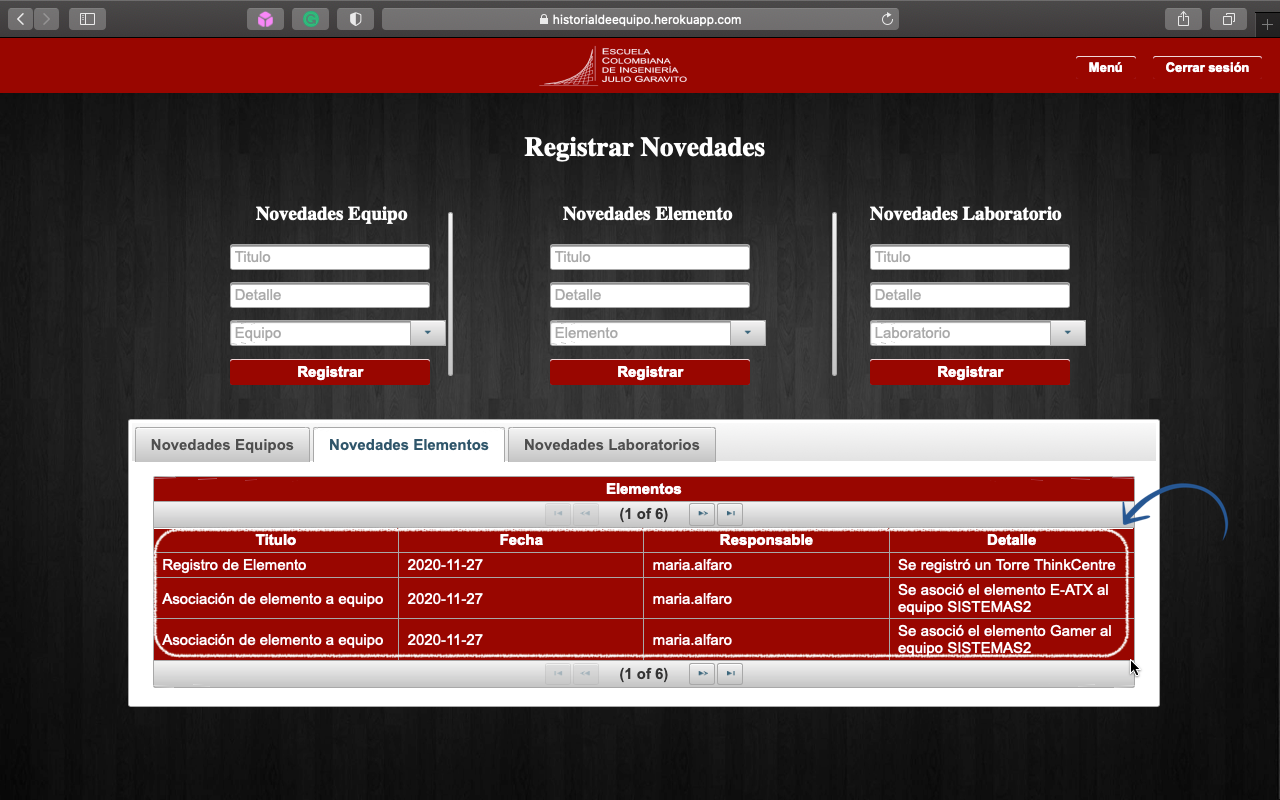 historialdeequipo.herokuapp.com
ESCUELA
COLOMBIANA
DE INGENIERÍA
JULIO GARAVITO
Menú
Cerrar sesión
Registrar Novedades
Novedades Equipo
Novedades Elemento
Novedades Laboratorio
Titulo
Titulo
Titulo
Detalle
Detalle
Detalle
Equipo
Elemento
Laboratorio
Registrar
Registrar
Registrar
Novedades Equipos
Novedades Elementos
Novedades Laboratorios
Elementos
(1 of 6)
Titulo Fecha Responsable Detalle
Registro de Elemento 2020-11-27 maria.alfaro Se registró un Torre ThinkCentre
Asociación de elemento a equipo 2020-11-27 maria.alfaro Se asoció el elemento E-ATX al
equipo SISTEMAS2
Asociación de elemento a equipo 2020-11-27 maria.alfaro Se asoció el elemento Gamer al
equipo SISTEMAS2
(1 of 6)